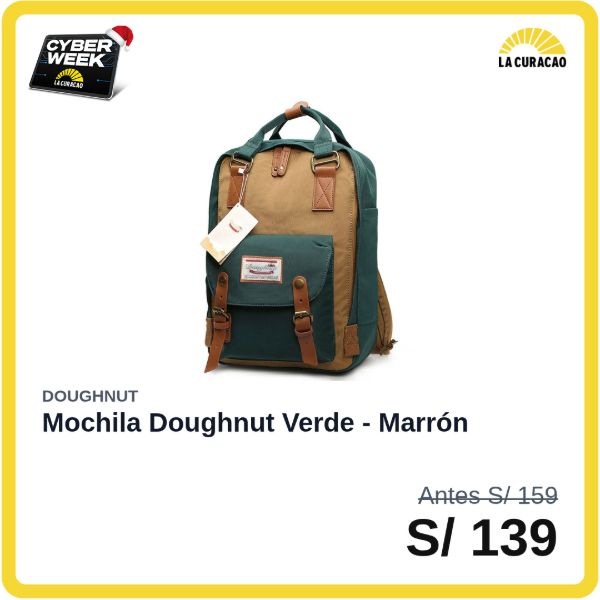 CYBER
WEEK
LA CURACAO
LA CURACAO
DOUGHNUT
Mochila Doughnut Verde - Marrón
Antes S/ 159
S/ 139